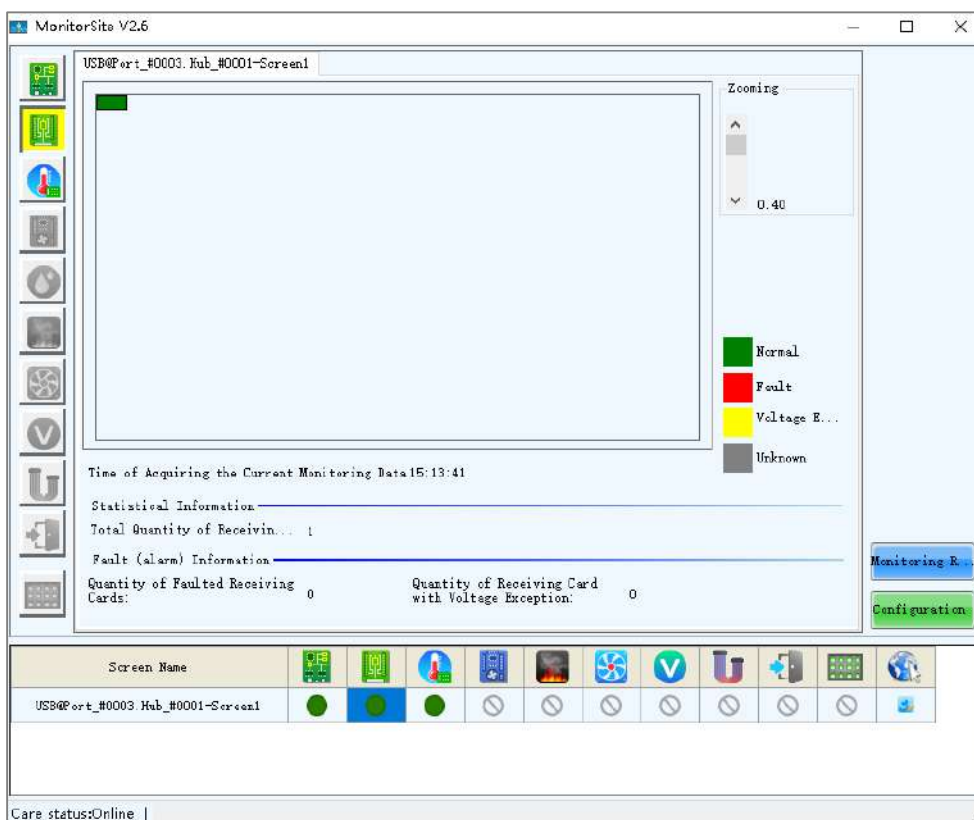 MonitorSite V2.6
USB@Port_#0003.Hub_#0001-Screen1
Zooming
0.40
Normal
Fault
Voltage E...
Unknown
Time of Acquiring the Current Monitoring Data15:13:41
Statistical Information
Total Quantity of Receivin... 1
Fault (alarm) Information
Quantity of Faulted Receiving Cards: 0
Quantity of Receiving Card with Voltage Exception: 0
Monitoring R...
Configuration
Screen Name
USB@Port_#0003.Hub_#0001-Screen1
Care status:Online |